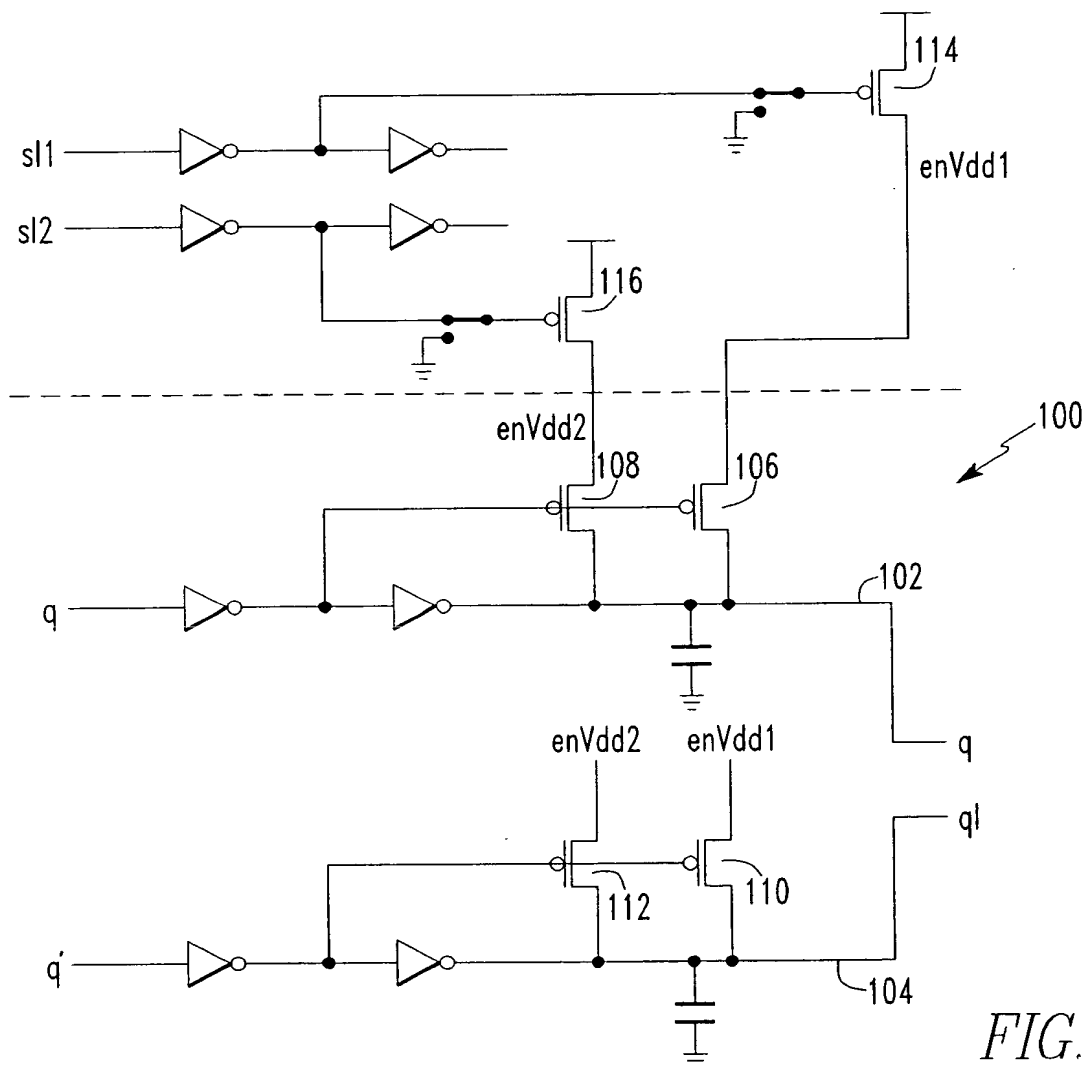 114
sl1
enVdd1
sl2
116
enVdd2
100
108
106
102
q
enVdd2
enVdd1
q
ql
112
110
q'
104
FIG.